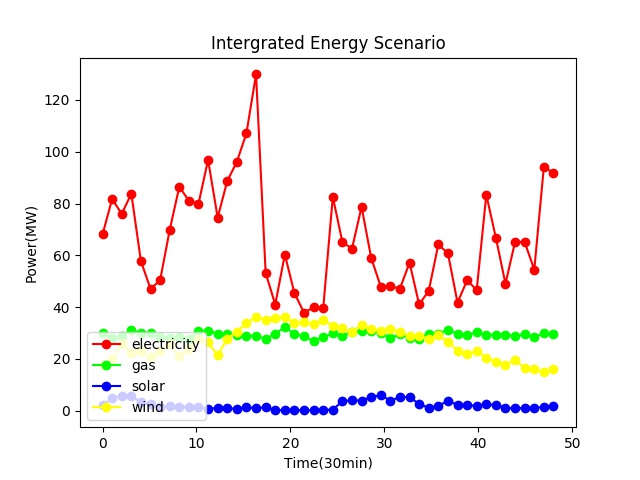 Intergrated Energy Scenario
Power(MW)
120
100
80
60
40
20
0
electricity
gas
solar
wind
0 10 20 30 40 50
Time(30min)